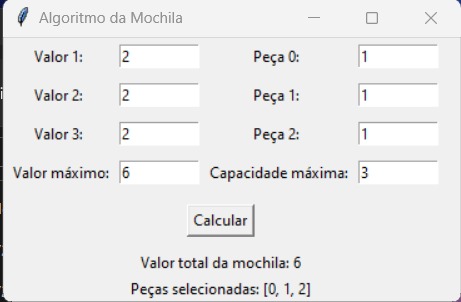 Algoritmo da Mochila
Valor 1: 2 Peça 0: 1
Valor 2: 2 Peça 1: 1
Valor 3: 2 Peça 2: 1
Valor máximo: 6 Capacidade máxima: 3
Calcular
Valor total da mochila: 6
Peças selecionadas: [0, 1, 2]